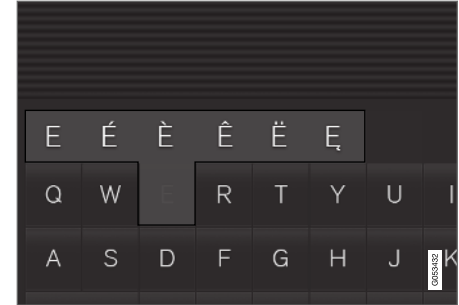 E É È Ê Ë Ę
Q W E R T Y U I
A S D F G H J K
G053432